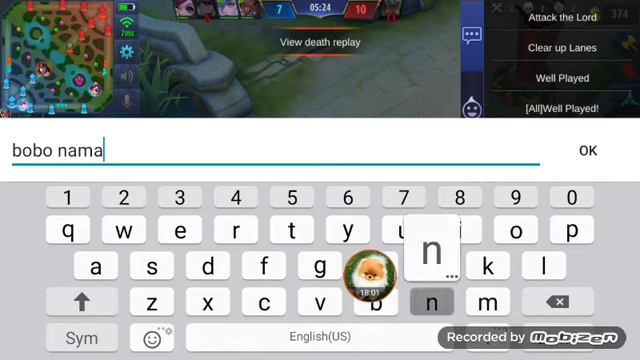 7 05:24 10
7ms
View death replay
374
Attack the Lord
Clear up Lanes
Well Played
[All]Well Played!
bobo nama
OK
1 2 3 4 5 6 7 8 9 0
q w e r t y u i o p
a s d f g k l
n
18:01
z x c v b n m
Sym
English(US)
Recorded by MOBIZEN